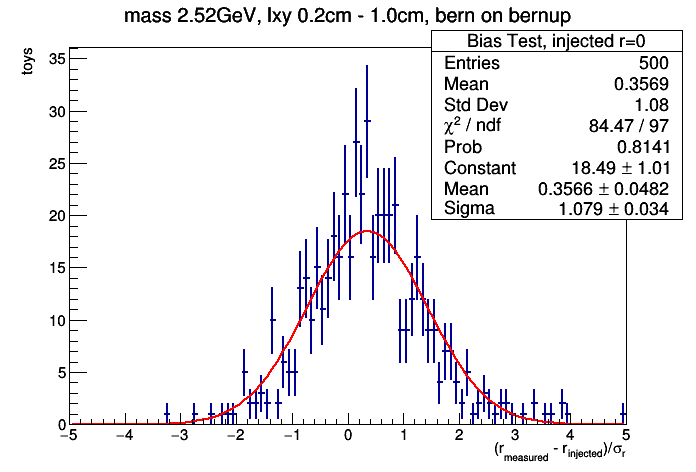 mass 2.52GeV, lxy 0.2cm - 1.0cm, bern on bernup
Bias Test, injected r=0
Entries 500
Mean 0.3569
Std Dev 1.08
χ² / ndf 84.47 / 97
Prob 0.8141
Constant 18.49 ± 1.01
Mean 0.3566 ± 0.0482
Sigma 1.079 ± 0.034
toys
35
30
25
20
15
10
5
0
−5 −4 −3 −2 −1 0 1 2 3 4 5
(r_measured - r_injected)/σ_r